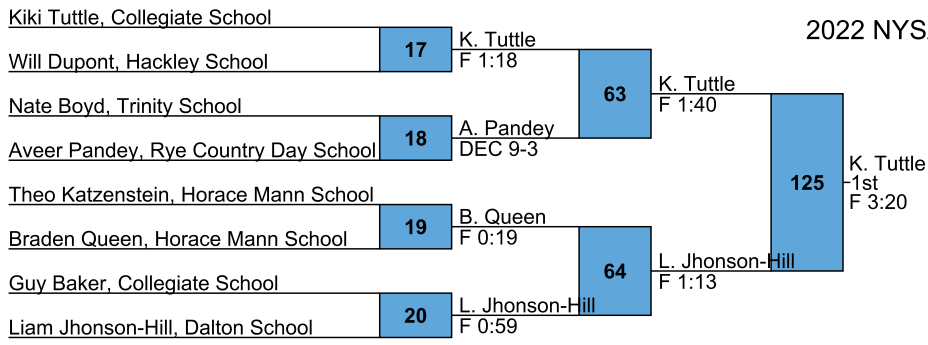 Kiki Tuttle, Collegiate School
2022 NYS
17
K. Tuttle
F 1:18
Will Dupont, Hackley School
63
K. Tuttle
F 1:40
Nate Boyd, Trinity School
18
A. Pandey
DEC 9-3
Aveer Pandey, Rye Country Day School
125
K. Tuttle
1st
F 3:20
Theo Katzenstein, Horace Mann School
19
B. Queen
F 0:19
Braden Queen, Horace Mann School
64
L. Jhonson-Hill
F 1:13
Guy Baker, Collegiate School
20
L. Jhonson-Hill
F 0:59
Liam Jhonson-Hill, Dalton School